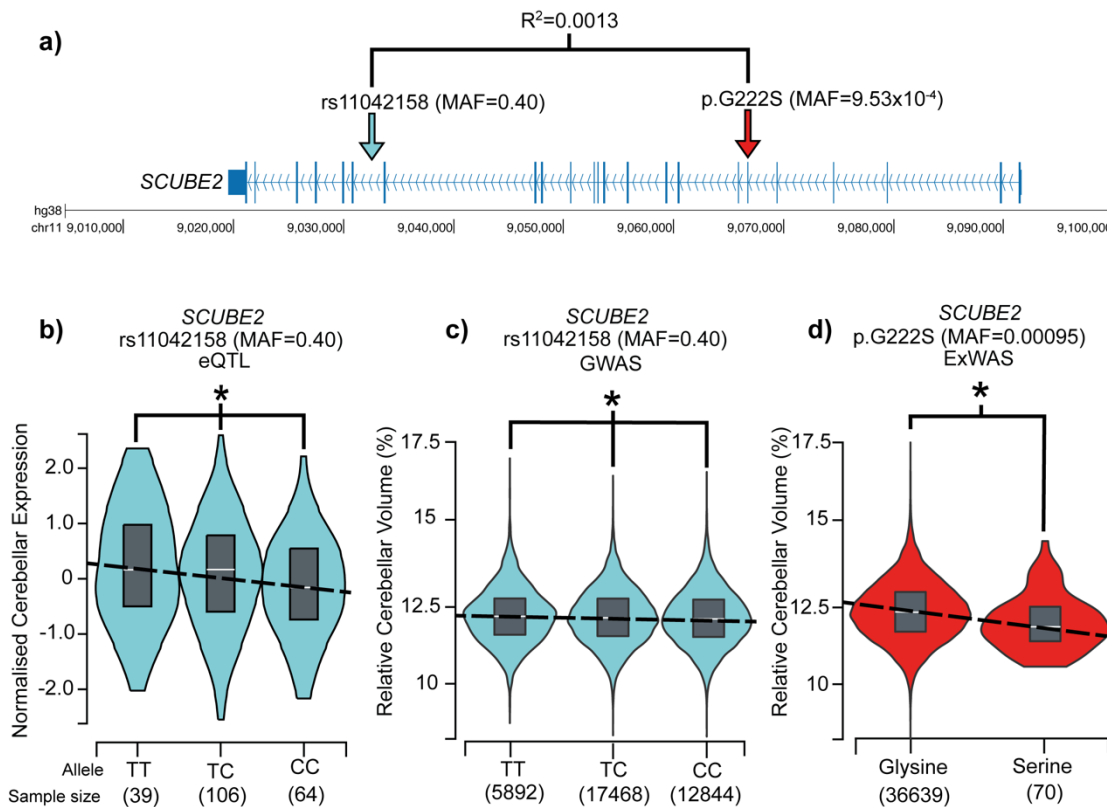 a)
R²=0.0013
rs11042158 (MAF=0.40)
p.G222S (MAF=9.53x10⁻⁴)
SCUBE2
hg38
chr11 9,010,000 9,020,000 9,030,000 9,040,000 9,050,000 9,060,000 9,070,000 9,080,000 9,090,000 9,100,000
b)
SCUBE2
rs11042158 (MAF=0.40)
eQTL
*
Normalised Cerebellar Expression
2.0
1.0
0
-1.0
-2.0
Allele TT TC CC
Sample size (39) (106) (64)
c)
SCUBE2
rs11042158 (MAF=0.40)
GWAS
*
Relative Cerebellar Volume (%)
17.5
15
12.5
10
TT TC CC
(5892) (17468) (12844)
d)
SCUBE2
p.G222S (MAF=0.00095)
ExWAS
*
Relative Cerebellar Volume (%)
17.5
15
12.5
10
Glysine Serine
(36639) (70)